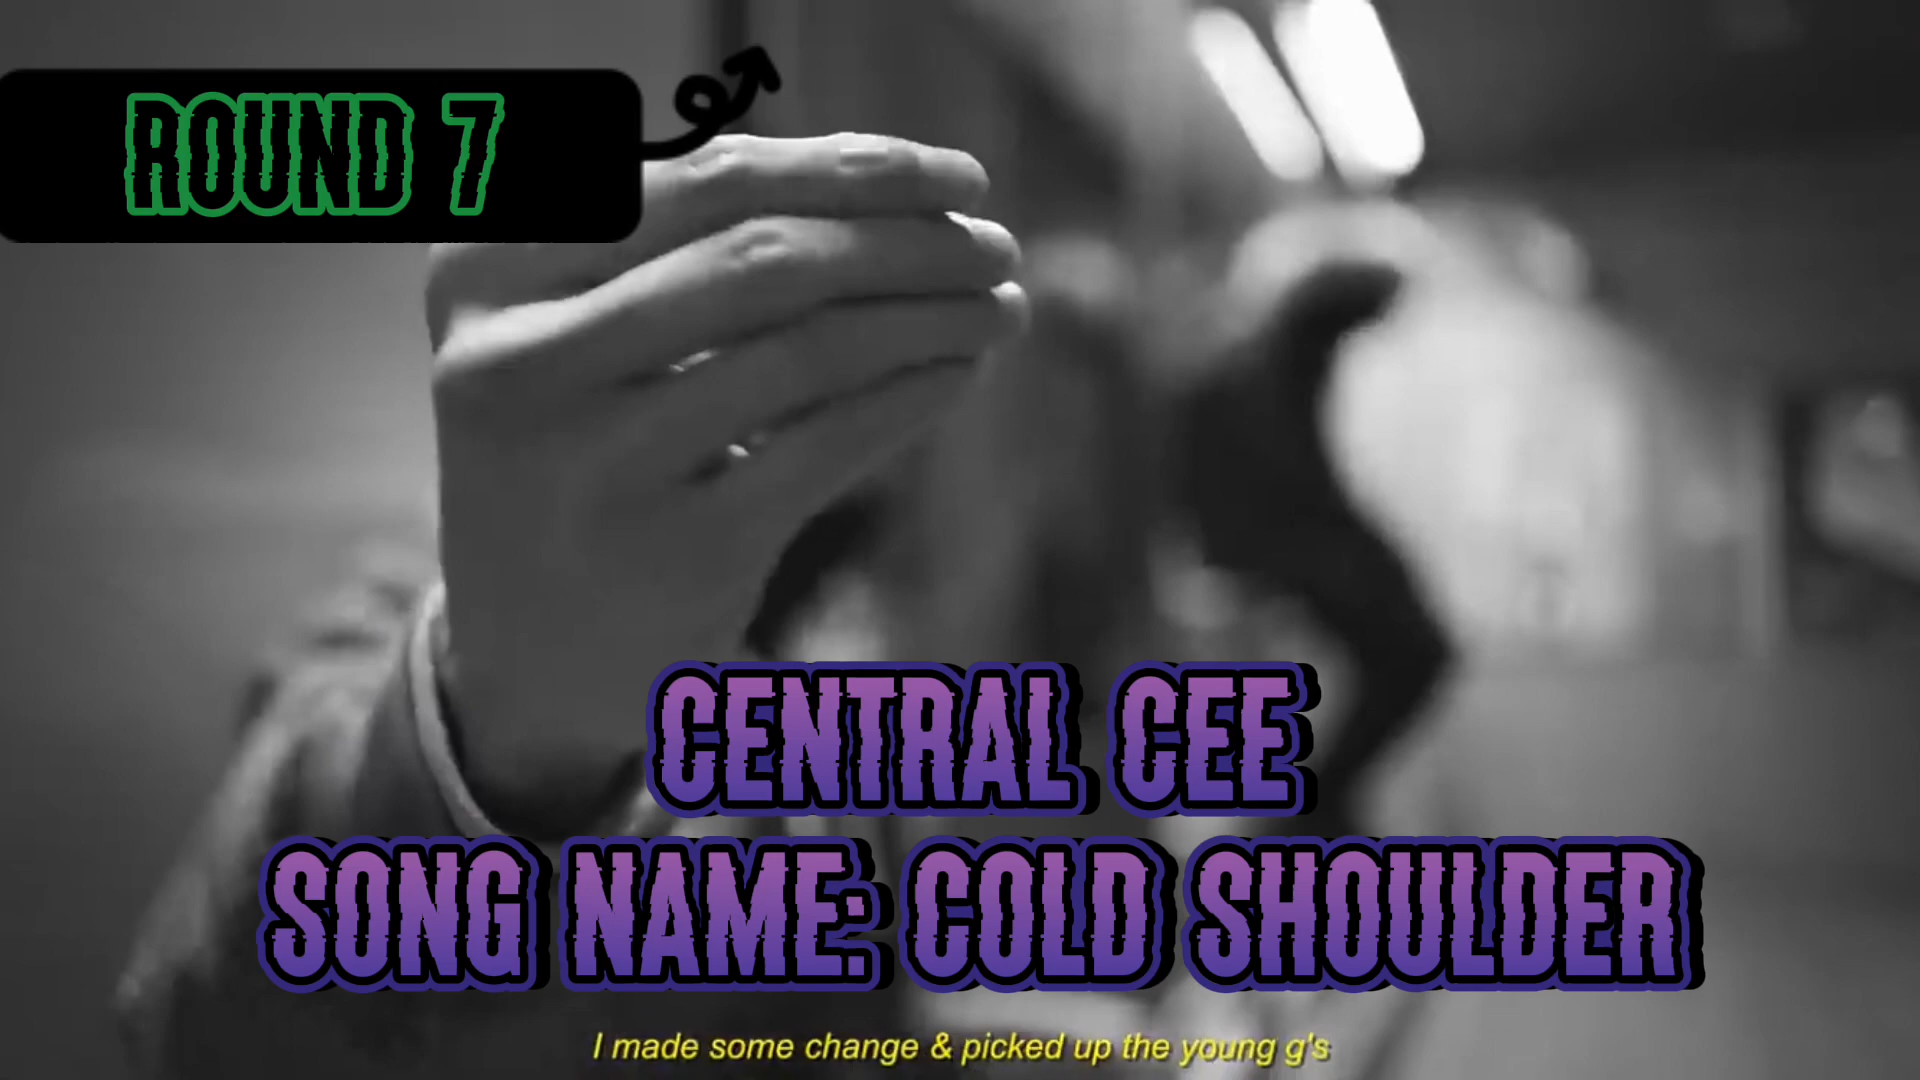 ROUND 7
CENTRAL CEE
SONG NAME: COLD SHOULDER
I made some change & picked up the young g's